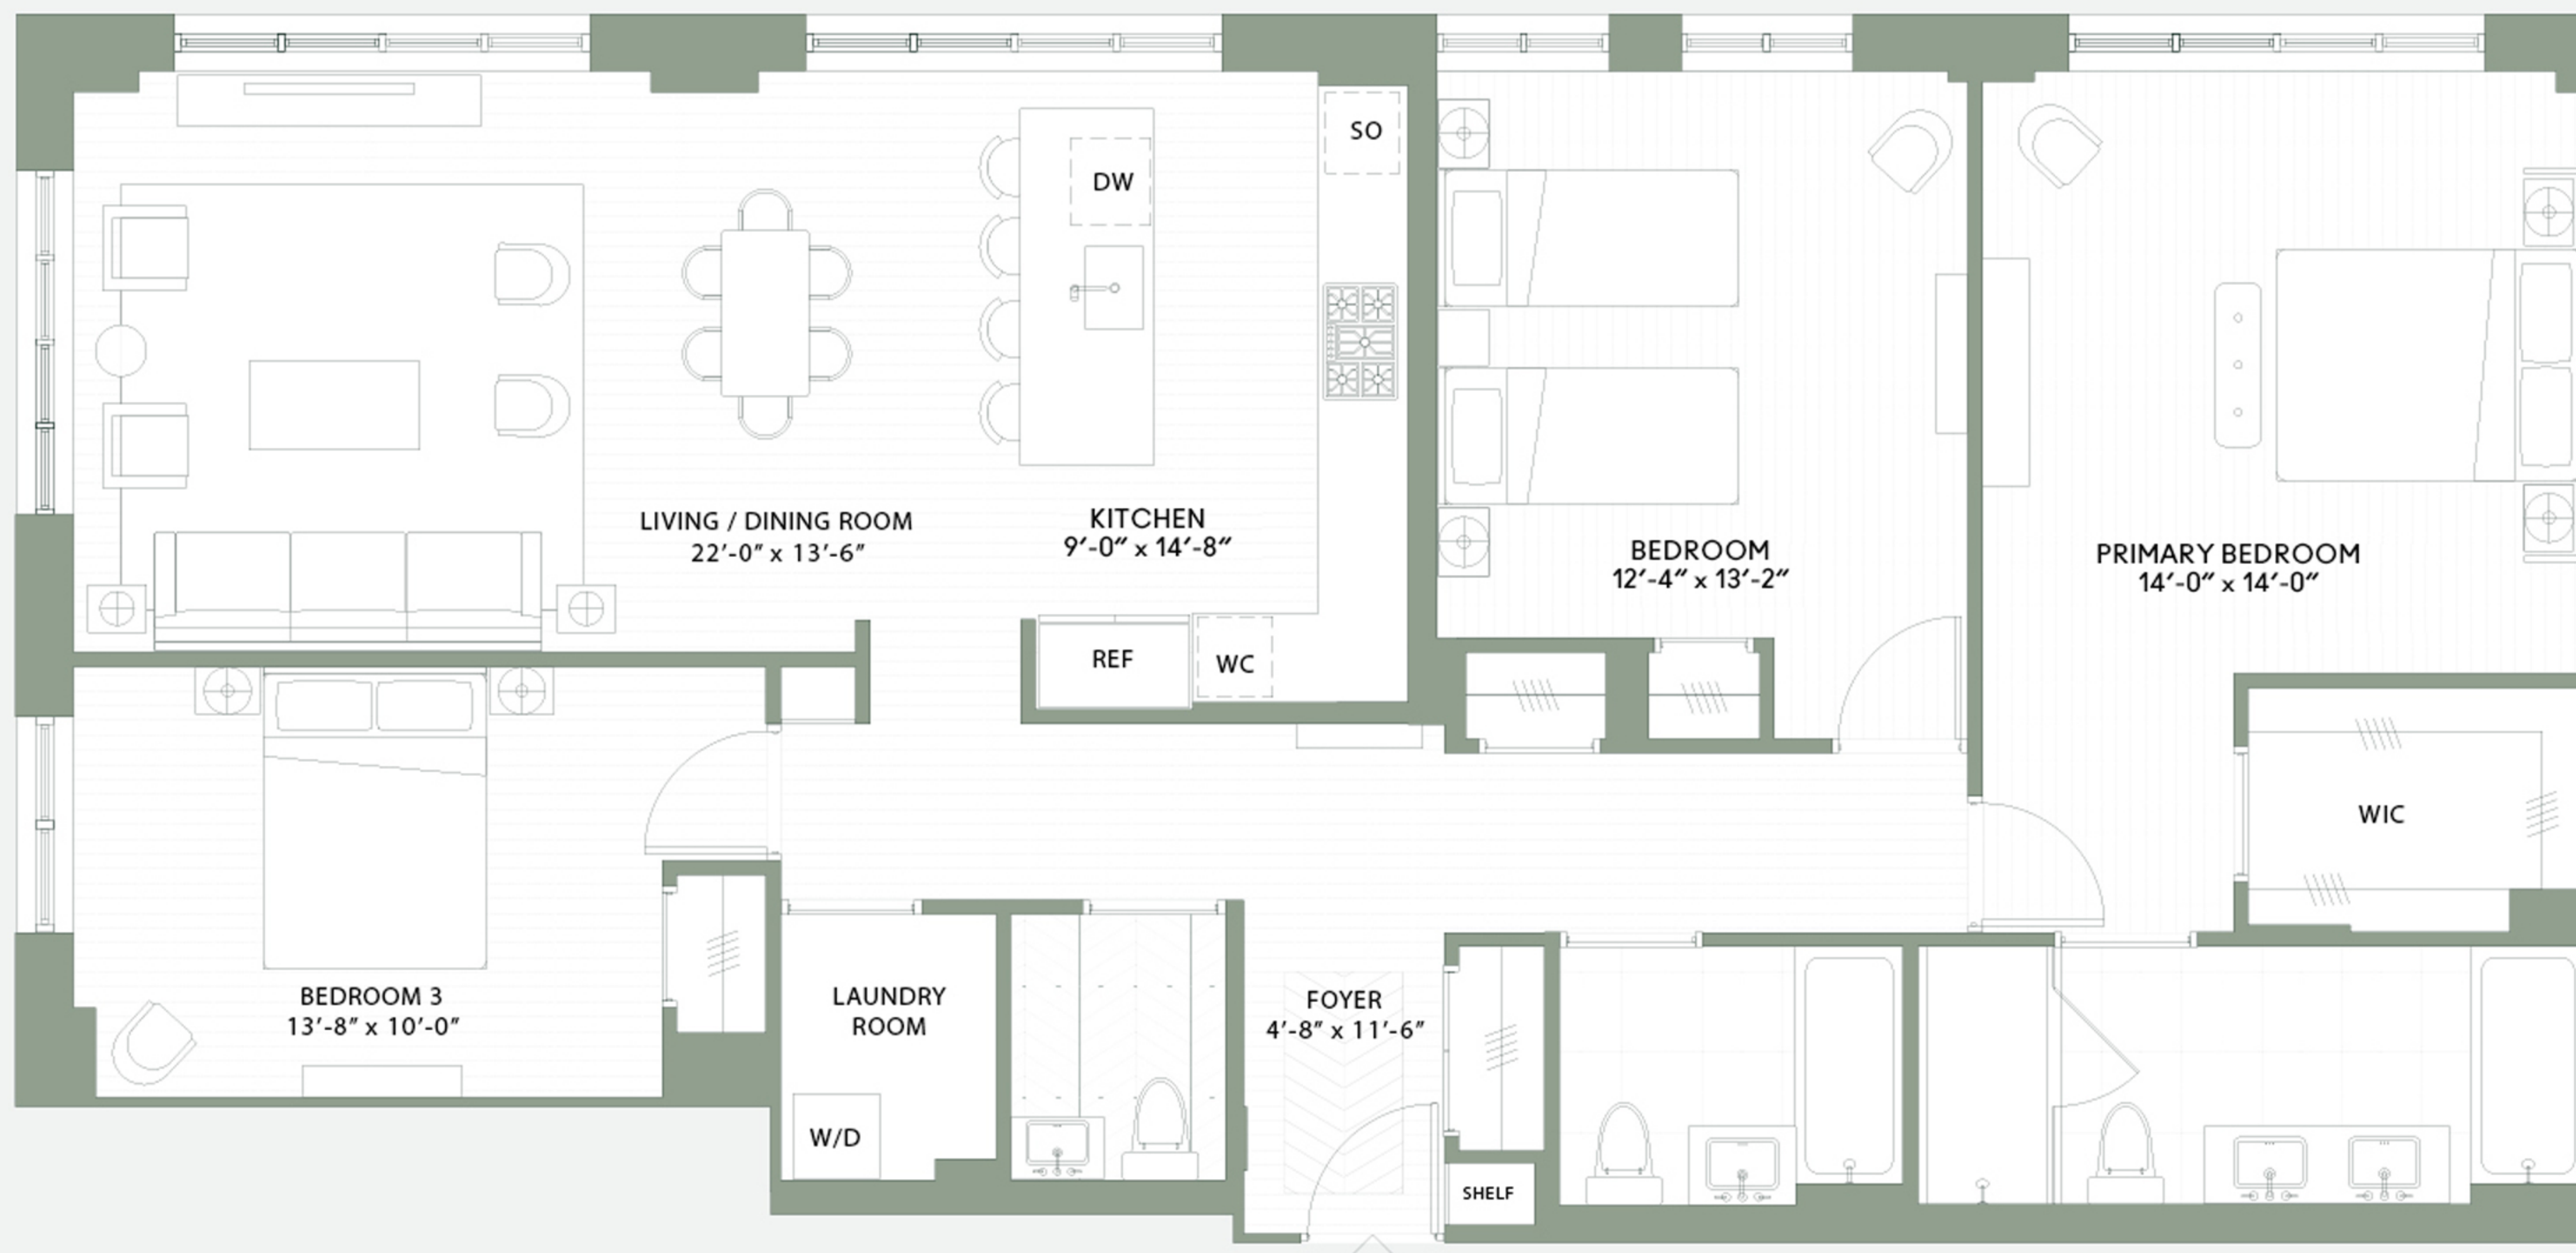 SO
DW
LIVING / DINING ROOM
22'-0" x 13'-6"
KITCHEN
9'-0" x 14'-8"
BEDROOM
12'-4" x 13'-2"
PRIMARY BEDROOM
14'-0" x 14'-0"
REF
WC
WIC
BEDROOM 3
13'-8" x 10'-0"
LAUNDRY
ROOM
FOYER
4'-8" x 11'-6"
W/D
SHELF